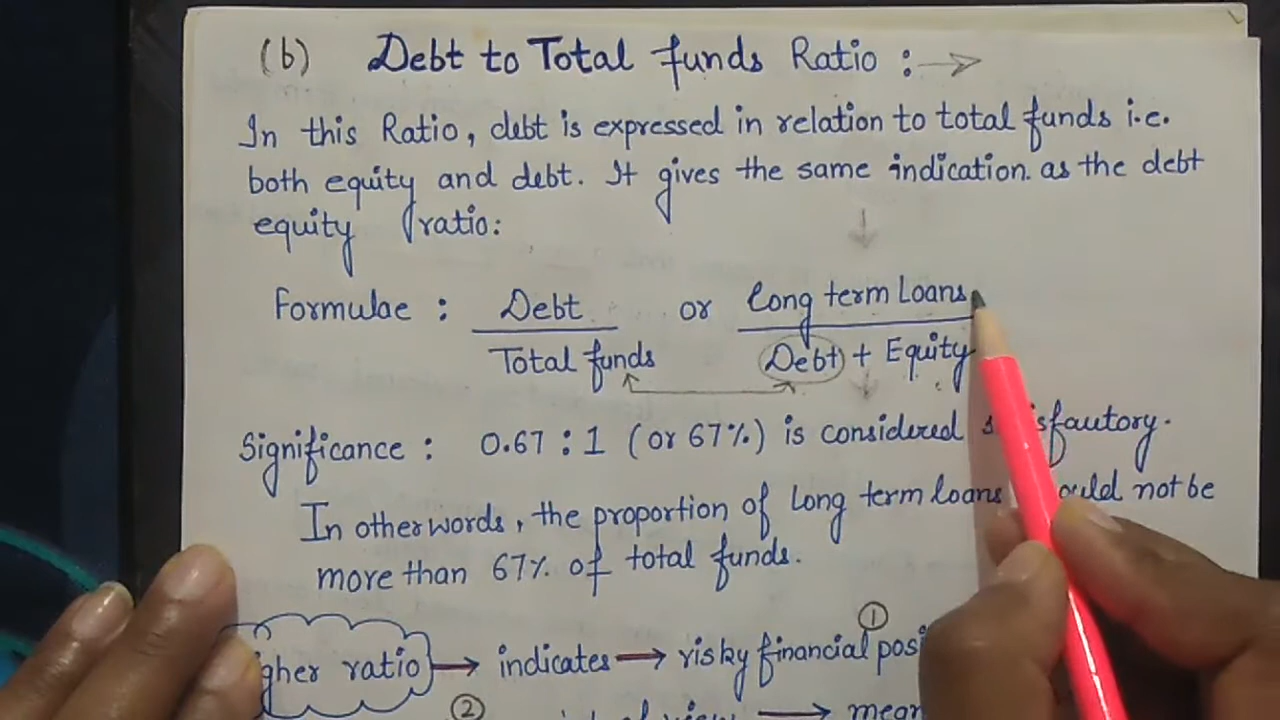 (b) Debt to Total funds Ratio :→
In this Ratio, debt is expressed in relation to total funds i.e.
both equity and debt. It gives the same indication as the debt
equity ratio:
Formulae : Debt / Total funds or Long term Loans / Debt + Equity
Significance : 0.67 : 1 (or 67%) is considered
In other words, the proportion of Long term loans not be
more than 67% of total funds.
①
ratio → indicates → risky financial
②
→